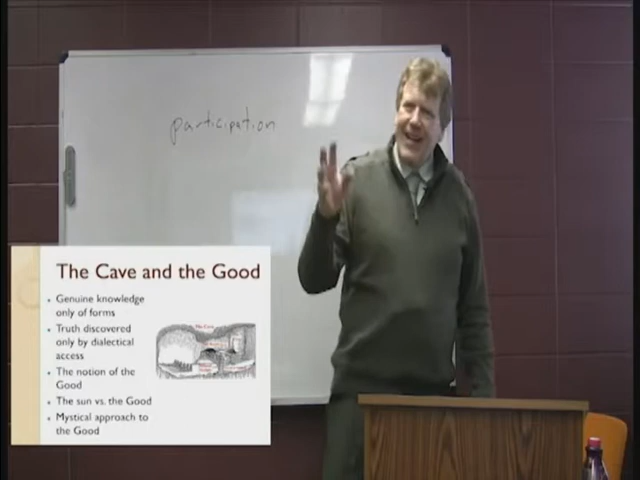 participation
The Cave and the Good
Genuine knowledge
only of forms
Truth discovered
only by dialectical
access
The notion of the
Good
The sun vs. the Good
Mystical approach to
the Good